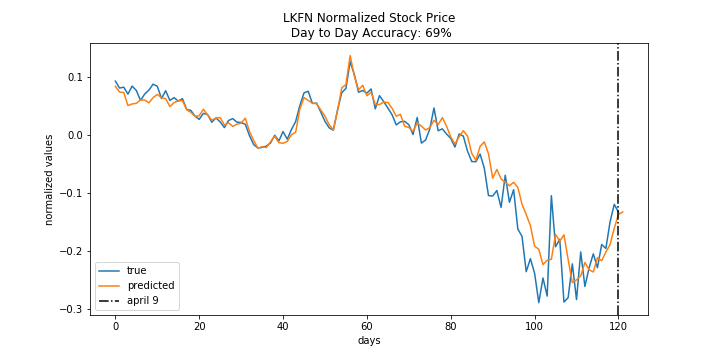 LKFN Normalized Stock Price
Day to Day Accuracy: 69%
normalized values
0.1
0.0
−0.1
−0.2
−0.3
true
predicted
april 9
0 20 40 60 80 100 120
days